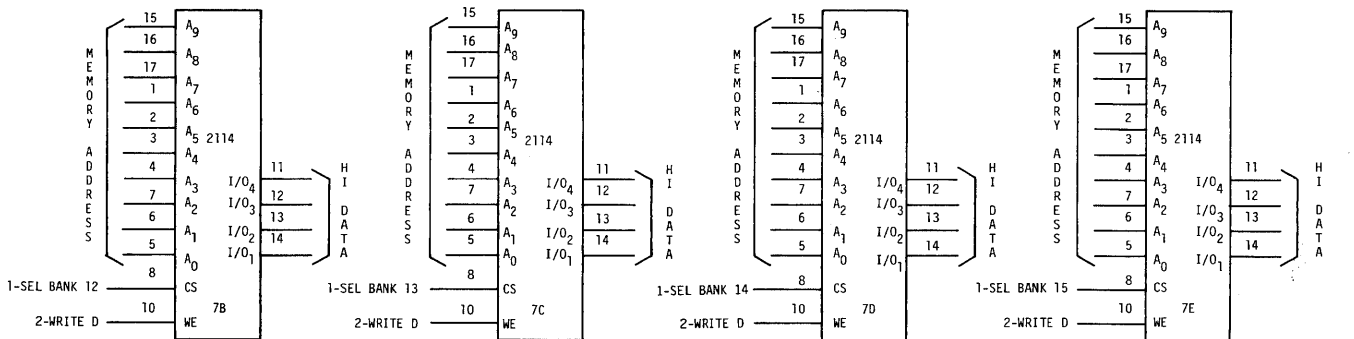 MEMORY ADDRESS
15 A9
16 A8
17 A7
1 A6
2 A5 2114
3 A4
4 A3 I/O4 11
7 A2 I/O3 12
6 A1 I/O2 13
5 A0 I/O1 14
HI DATA
1-SEL BANK 12 8 CS
7B
2-WRITE D 10 WE
MEMORY ADDRESS
15 A9
16 A8
17 A7
1 A6
2 A5
3 A4 2114
4 A3 I/O4 11
7 A2 I/O3 12
6 A1 I/O2 13
5 A0 I/O1 14
HI DATA
1-SEL BANK 13 8 CS
7C
2-WRITE D 10 WE
MEMORY ADDRESS
15 A9
16 A8
17 A7
1 A6
2 A5 2114
3 A4
4 A3 I/O4 11
7 A2 I/O3 12
6 A1 I/O2 13
5 A0 I/O1 14
HI DATA
1-SEL BANK 14 8 CS
7D
2-WRITE D 10 WE
MEMORY ADDRESS
15 A9
16 A8
17 A7
1 A6
2 A5 2114
3 A4
4 A3 I/O4 11
7 A2 I/O3 12
6 A1 I/O2 13
5 A0 I/O1 14
HI DATA
1-SEL BANK 15 8 CS
7E
2-WRITE D 10 WE